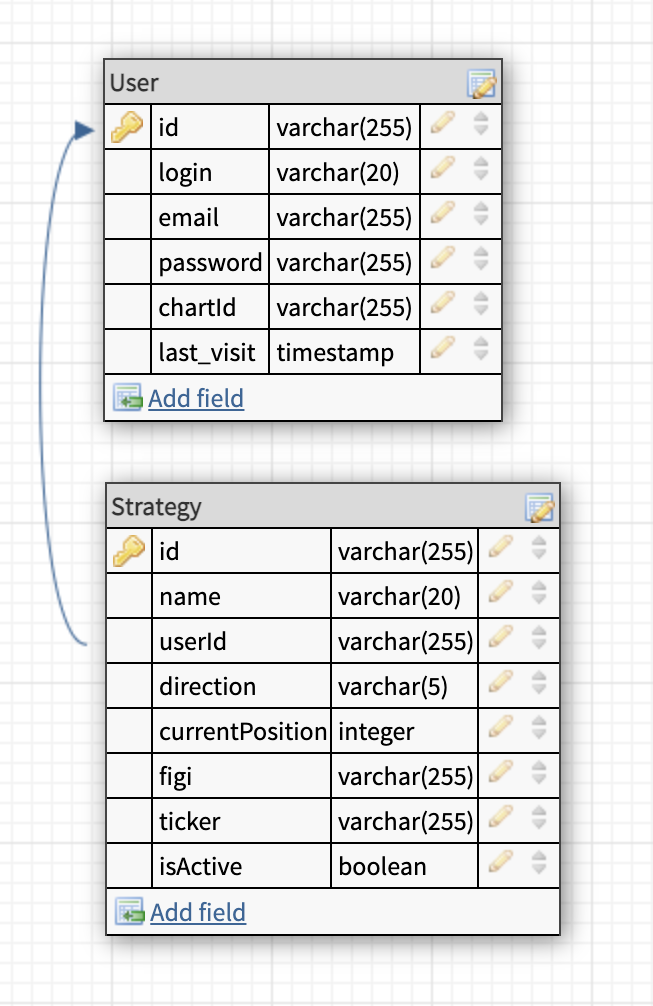 User
id varchar(255)
login varchar(20)
email varchar(255)
password varchar(255)
chartId varchar(255)
last_visit timestamp
Add field
Strategy
id varchar(255)
name varchar(20)
userId varchar(255)
direction varchar(5)
currentPosition integer
figi varchar(255)
ticker varchar(255)
isActive boolean
Add field